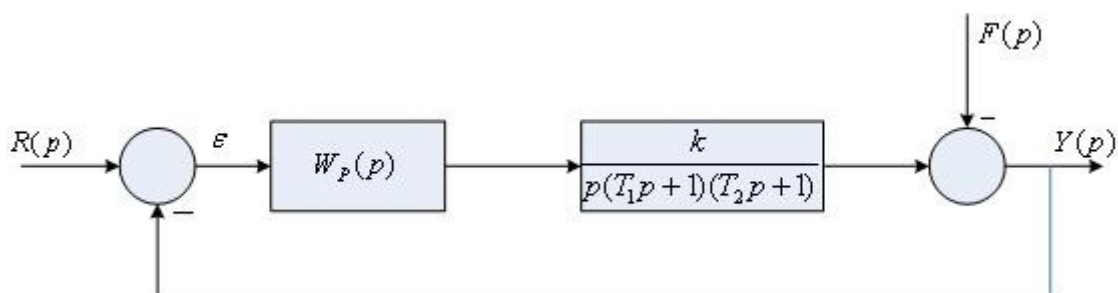 F(p)
−
R(p)
ε
W_P(p)
k
p(T_1p+1)(T_2p+1)
Y(p)
−